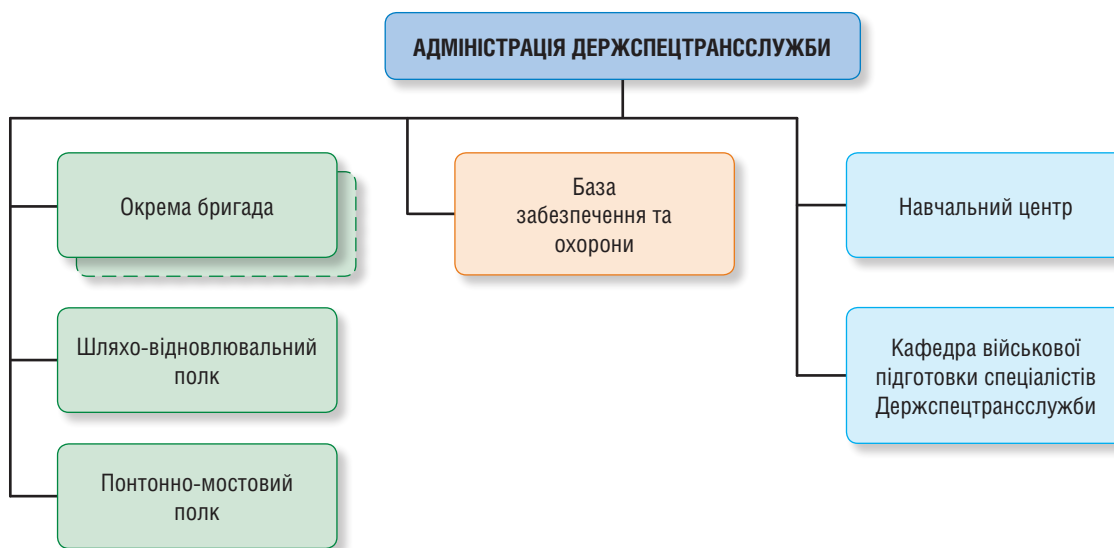 АДМІНІСТРАЦІЯ ДЕРЖСПЕЦТРАНССЛУЖБИ
Окрема бригада
Шляхо-відновлювальний
полк
Понтонно-мостовий
полк
База
забезпечення та
охорони
Навчальний центр
Кафедра військової
підготовки спеціалістів
Держспецтрансслужби